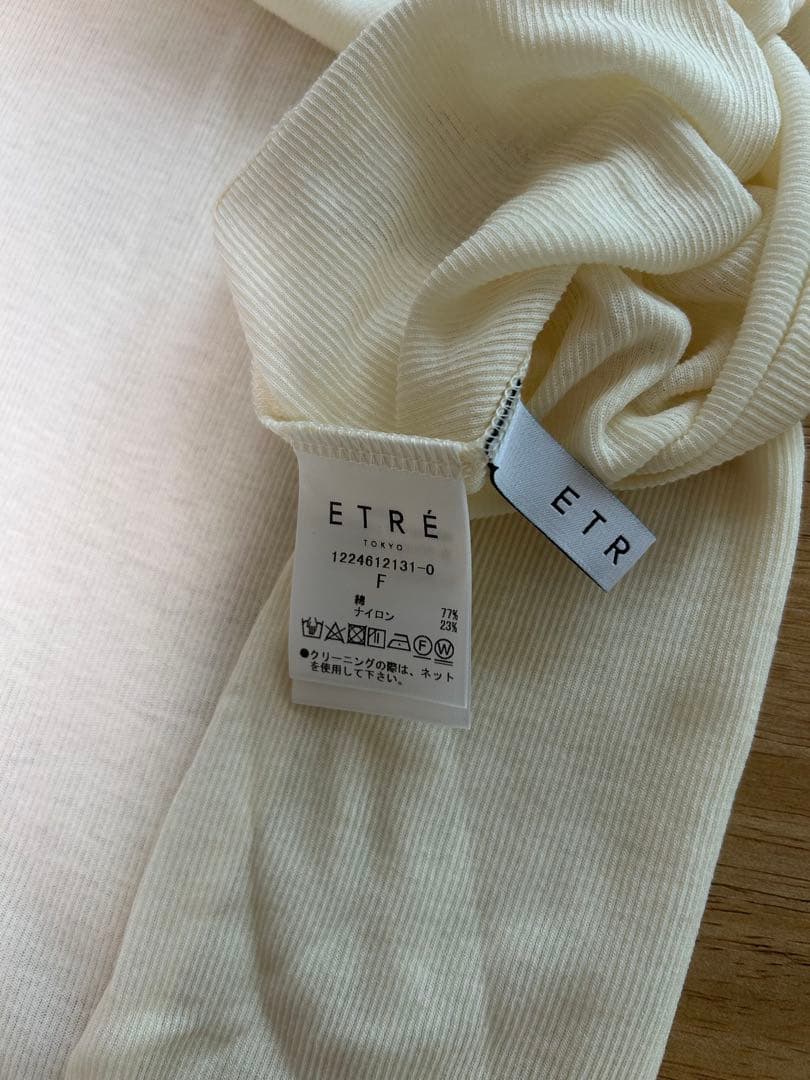 ETRÉ
TOKYO
1224612131-0
F
綿 77%
ナイロン 23%
F W
●クリーニングの際は、ネット
を使用して下さい。
ETR